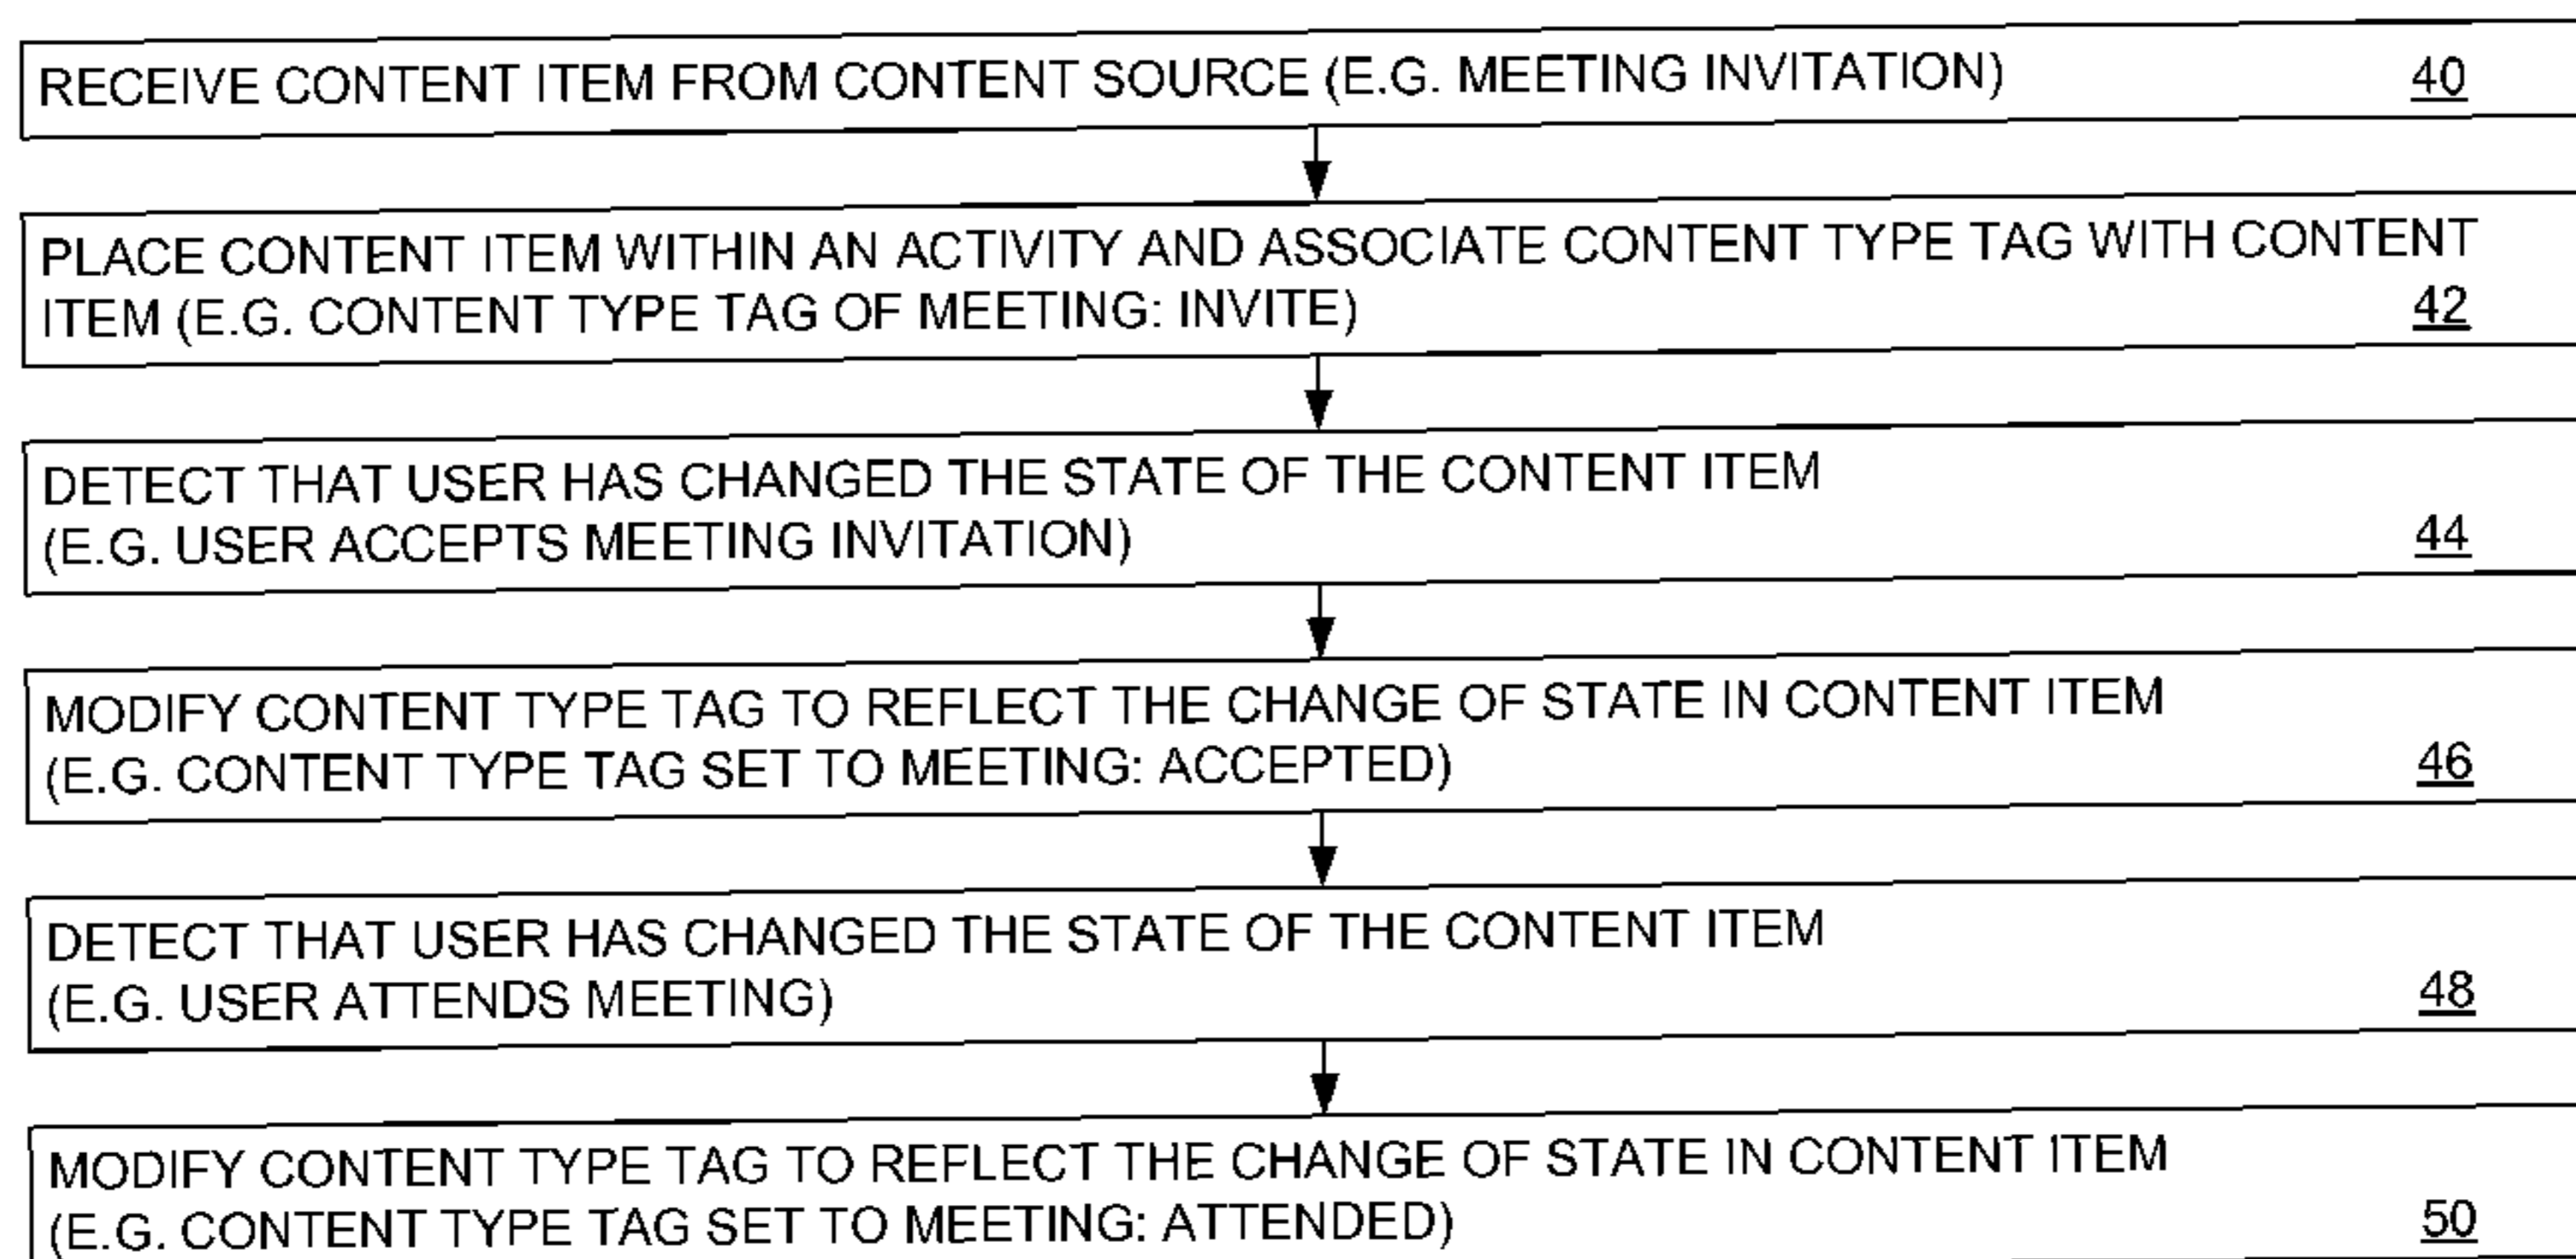 RECEIVE CONTENT ITEM FROM CONTENT SOURCE (E.G. MEETING INVITATION) 40
PLACE CONTENT ITEM WITHIN AN ACTIVITY AND ASSOCIATE CONTENT TYPE TAG WITH CONTENT
ITEM (E.G. CONTENT TYPE TAG OF MEETING: INVITE) 42
DETECT THAT USER HAS CHANGED THE STATE OF THE CONTENT ITEM
(E.G. USER ACCEPTS MEETING INVITATION) 44
MODIFY CONTENT TYPE TAG TO REFLECT THE CHANGE OF STATE IN CONTENT ITEM
(E.G. CONTENT TYPE TAG SET TO MEETING: ACCEPTED) 46
DETECT THAT USER HAS CHANGED THE STATE OF THE CONTENT ITEM
(E.G. USER ATTENDS MEETING) 48
MODIFY CONTENT TYPE TAG TO REFLECT THE CHANGE OF STATE IN CONTENT ITEM
(E.G. CONTENT TYPE TAG SET TO MEETING: ATTENDED) 50